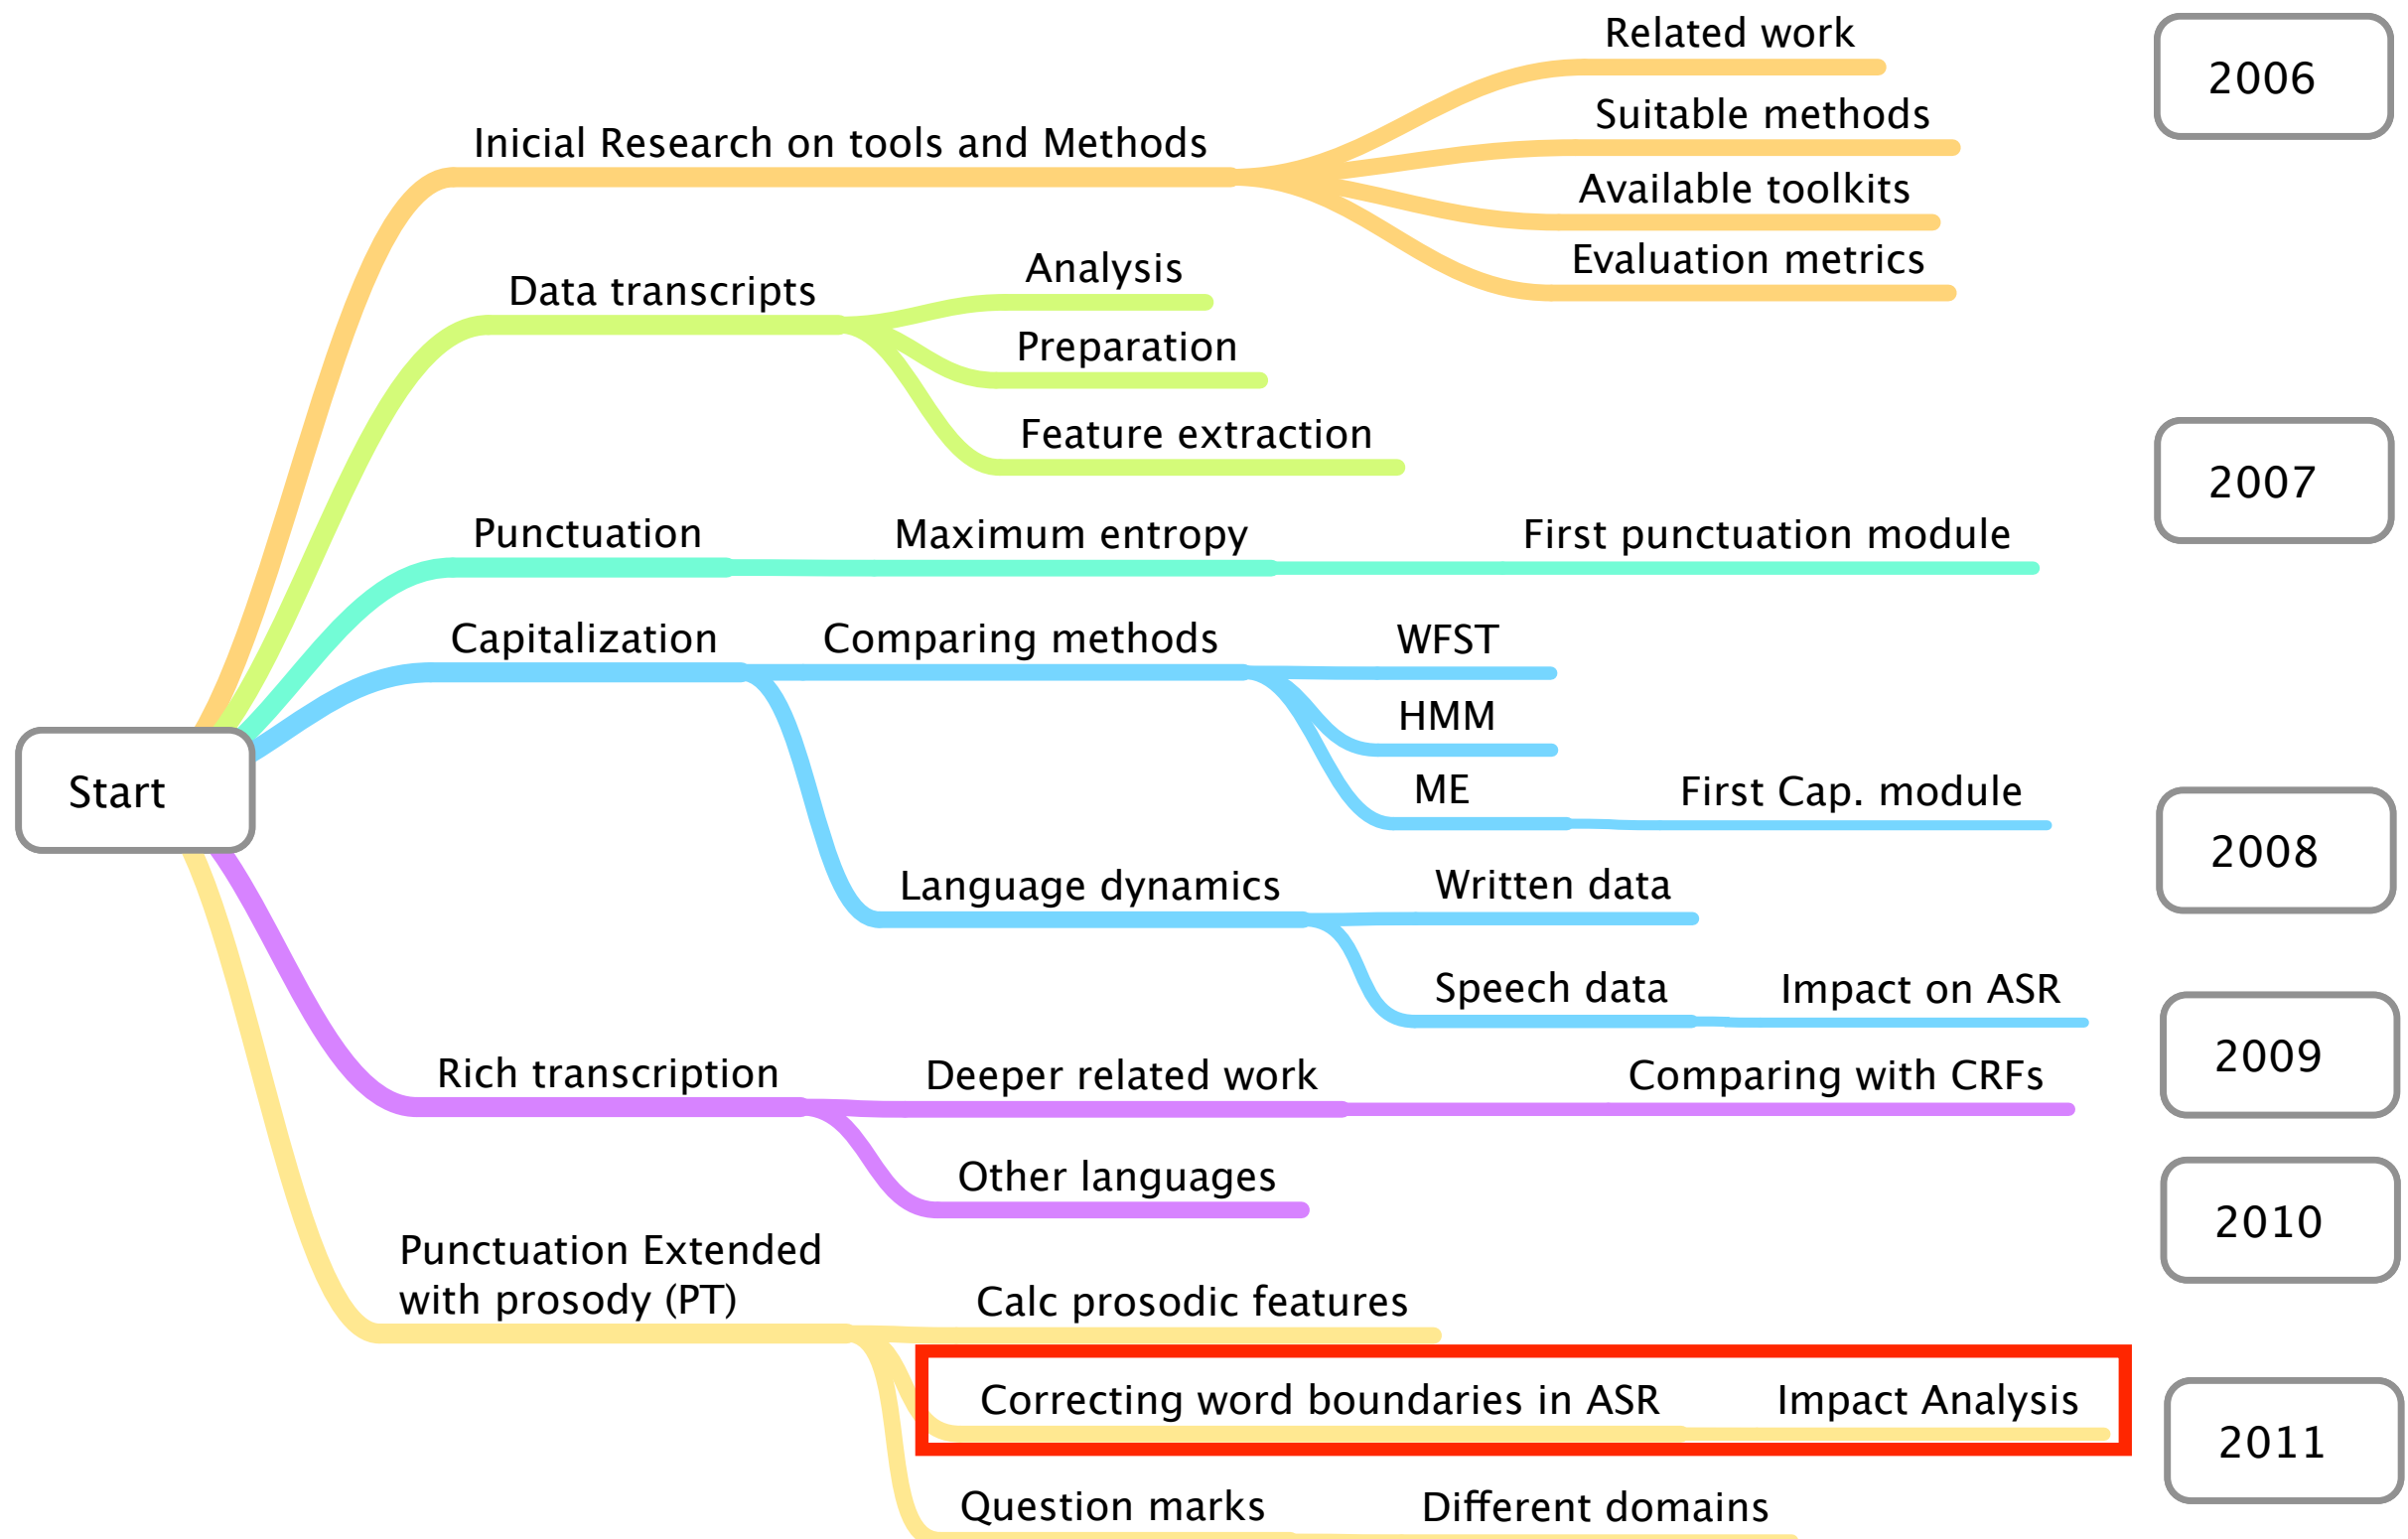 Related work
2006
Suitable methods
Inicial Research on tools and Methods
Available toolkits
Evaluation metrics
Data transcripts
Analysis
Preparation
Feature extraction
2007
Punctuation
Maximum entropy
First punctuation module
Capitalization
Comparing methods
WFST
HMM
ME
First Cap. module
Start
2008
Language dynamics
Written data
Speech data
Impact on ASR
2009
Rich transcription
Deeper related work
Comparing with CRFs
Other languages
2010
Punctuation Extended
with prosody (PT)
Calc prosodic features
Correcting word boundaries in ASR
Impact Analysis
2011
Question marks
Different domains